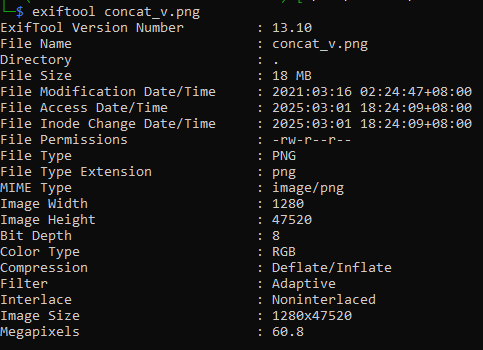 └─$ exiftool concat_v.png
ExifTool Version Number : 13.10
File Name : concat_v.png
Directory : .
File Size : 18 MB
File Modification Date/Time : 2021:03:16 02:24:47+08:00
File Access Date/Time : 2025:03:01 18:24:09+08:00
File Inode Change Date/Time : 2025:03:01 18:24:09+08:00
File Permissions : -rw-r--r--
File Type : PNG
File Type Extension : png
MIME Type : image/png
Image Width : 1280
Image Height : 47520
Bit Depth : 8
Color Type : RGB
Compression : Deflate/Inflate
Filter : Adaptive
Interlace : Noninterlaced
Image Size : 1280x47520
Megapixels : 60.8